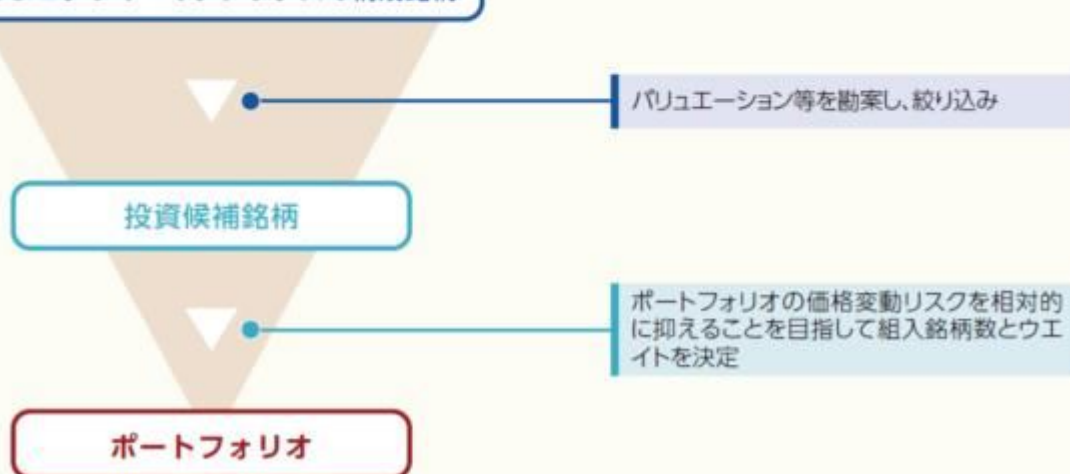 バリュエーション等を勘案し、絞り込み
投資候補銘柄
ポートフォリオの価格変動リスクを相対的
に抑えることを目指して組入銘柄数とウエ
イトを決定
ポートフォリオ